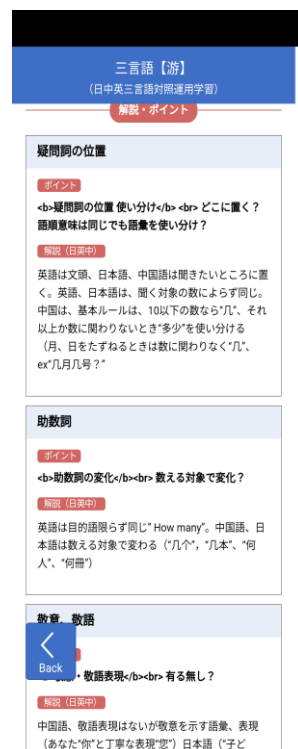 三言語【游】
（日中英三言語対照運用学習）
解説・ポイント
疑問詞の位置
ポイント
<b>疑問詞の位置 使い分け</b> <br> どこに置く？
語順意味は同じでも語彙を使い分け？
解説（日英中）
英語は文頭、日本語、中国語は聞きたいところに置
く。英語、日本語は、聞く対象の数によらず同じ。
中国は、基本ルールは、10以下の数なら“几”、それ
以上か数に関わりないとき“多少”を使い分ける
（月、日をたずねるときは数に関わりなく“几”、
ex“几月几号？”
助数詞
ポイント
<b>助数詞の変化</b><br> 数える対象で変化？
解説（日英中）
英語は目的語限らず同じ” How many”。中国語、日
本語は数える対象で変わる（“几个”，“几本”、“何
人”、“何冊”）
敬意、敬語
・敬語表現</b><br> 有る無し？
Back
解説（日英中）
中国語、敬語表現はないが敬意を示す語彙、表現
（あなた“你”と丁寧な表現“您”）日本語（“子ど